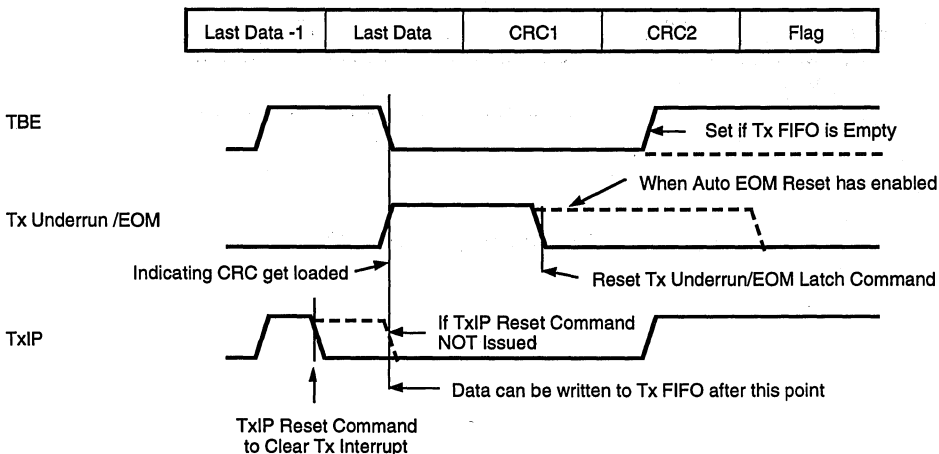 Last Data -1 Last Data CRC1 CRC2 Flag
TBE
Set if Tx FIFO is Empty
When Auto EOM Reset has enabled
Tx Underrun /EOM
Indicating CRC get loaded
Reset Tx Underrun/EOM Latch Command
TxIP
If TxIP Reset Command
NOT Issued
Data can be written to Tx FIFO after this point
TxIP Reset Command
to Clear Tx Interrupt